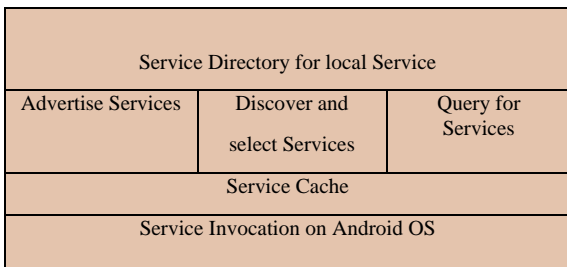 Service Directory for local Service
Advertise Services
Discover and
select Services
Query for
Services
Service Cache
Service Invocation on Android OS